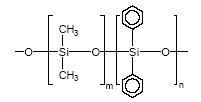 CH₃
O Si O Si O
CH₃
m n